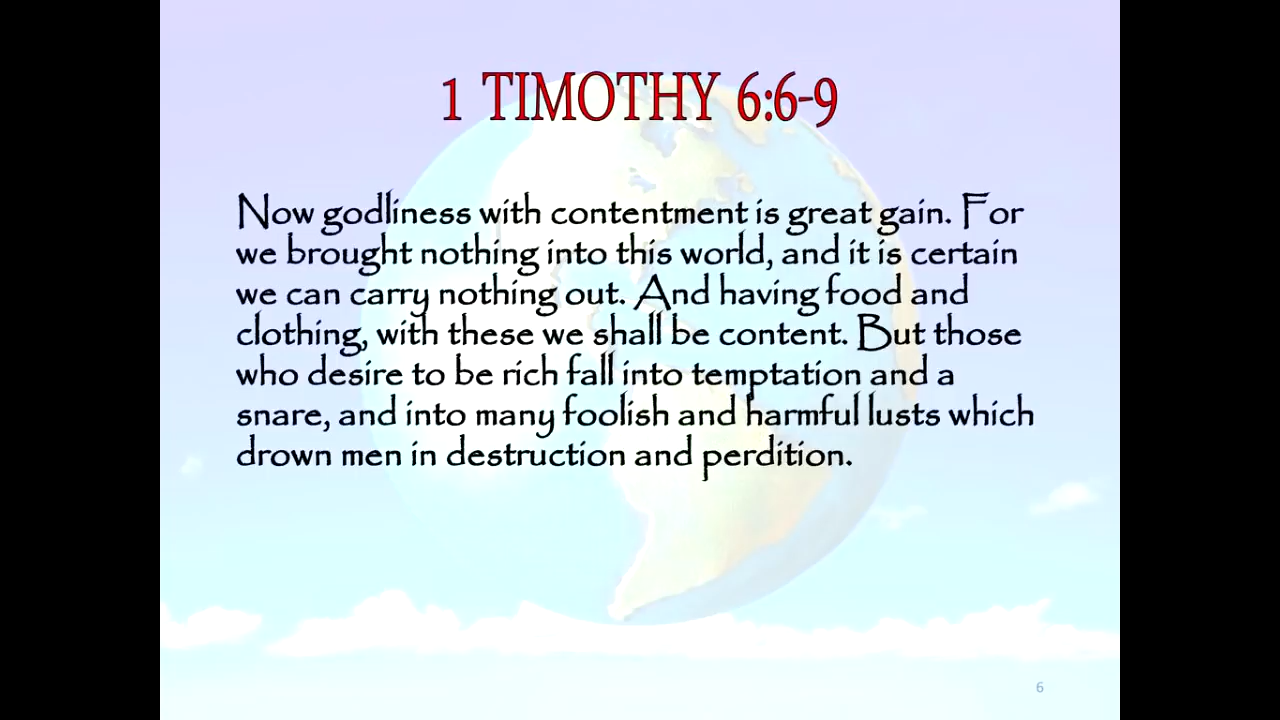 1 TIMOTHY 6:6-9
Now godliness with contentment is great gain. For
we brought nothing into this world, and it is certain
we can carry nothing out. And having food and
clothing, with these we shall be content. But those
who desire to be rich fall into temptation and a
snare, and into many foolish and harmful lusts which
drown men in destruction and perdition.
6